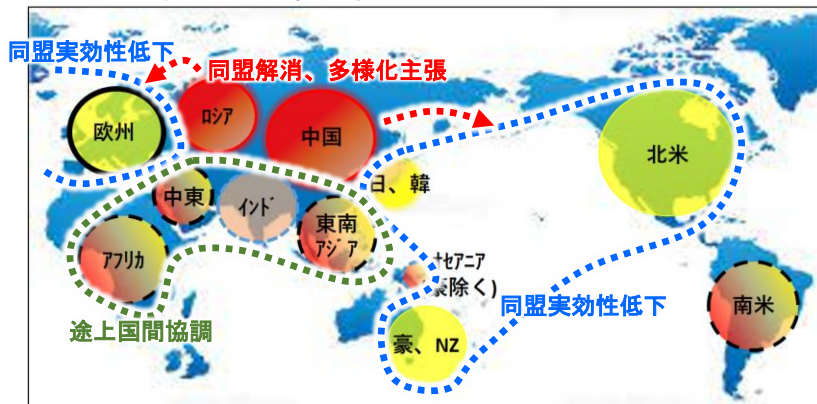 同盟実効性低下
同盟解消、多様化主張
欧州
ロシア
中国
北米
日、韓
中東
インド
東南
アジア
アフリカ
セアニア
除く)
同盟実効性低下
南米
途上国間協調
豪、NZ